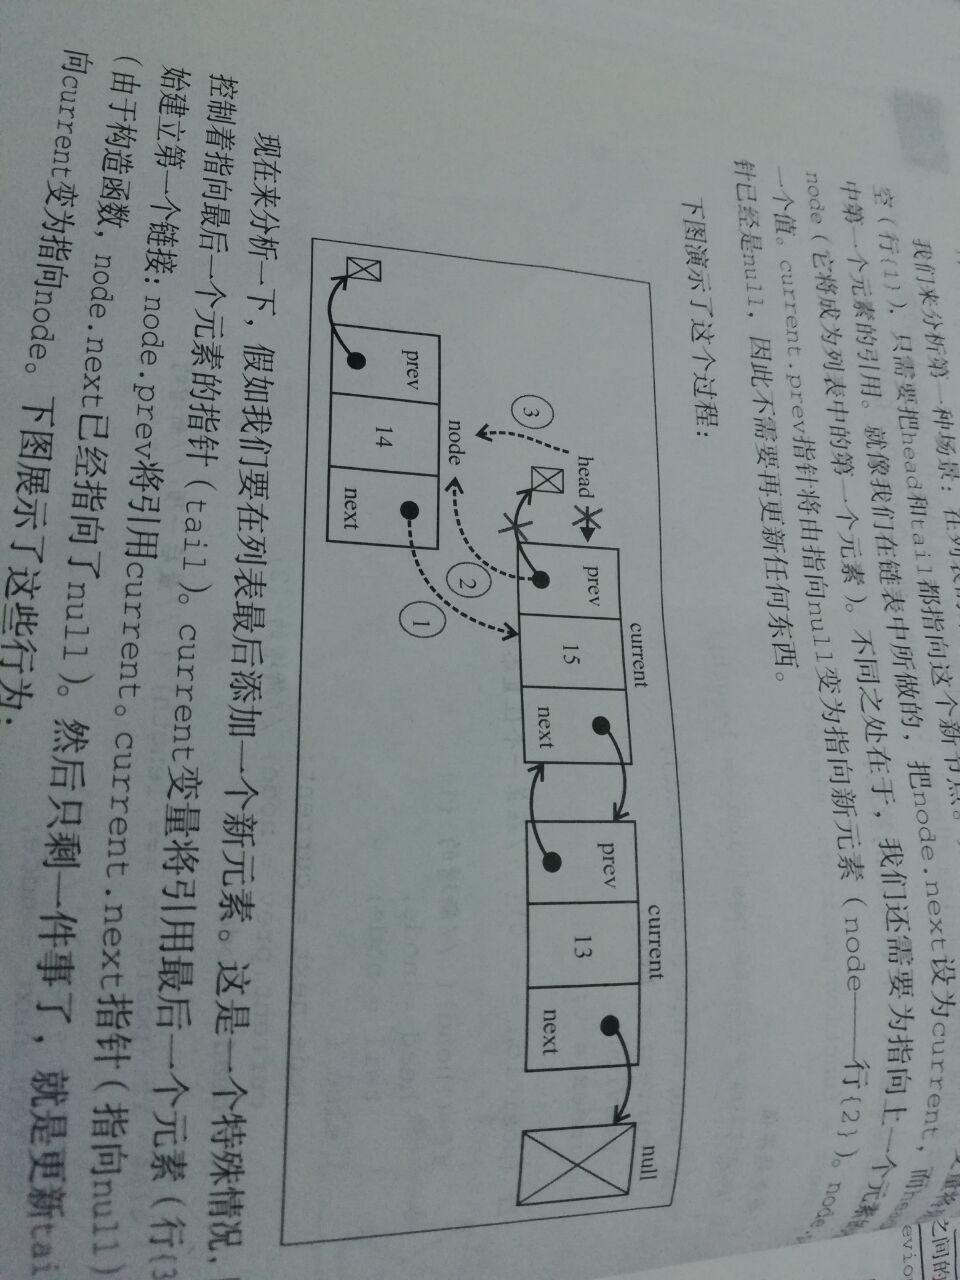 我们来分析第一种场景：在列表的
空（行{1}），只需要把head和tail都指向这个新节点。
中第一个元素的引用。就像我们在链表中所做的，把node.next设为current，而
node（它将成为列表中的第一个元素）。不同之处在于，我们还需要为指向上一个元素
一个值。current.prev指针将由指向null变为指向新元素（node——行{2}）。node.
针已经是null，因此不需要再更新任何东西。
下图演示了这个过程：
current
current
null
head
prev
15
next
prev
13
next
③
node
②
①
prev
14
next
现在来分析一下，假如我们要在列表最后添加一个新元素。这是一个特殊情况，
控制着指向最后一个元素的指针（tail）。current变量将引用最后一个元素（行{3
始建立第一个链接：node.prev将引用current。current.next指针（指向null）
（由于构造函数，node.next已经指向了null）。然后只剩一件事了，就是更新tai
向current变为指向node。下图展示了这些行为：